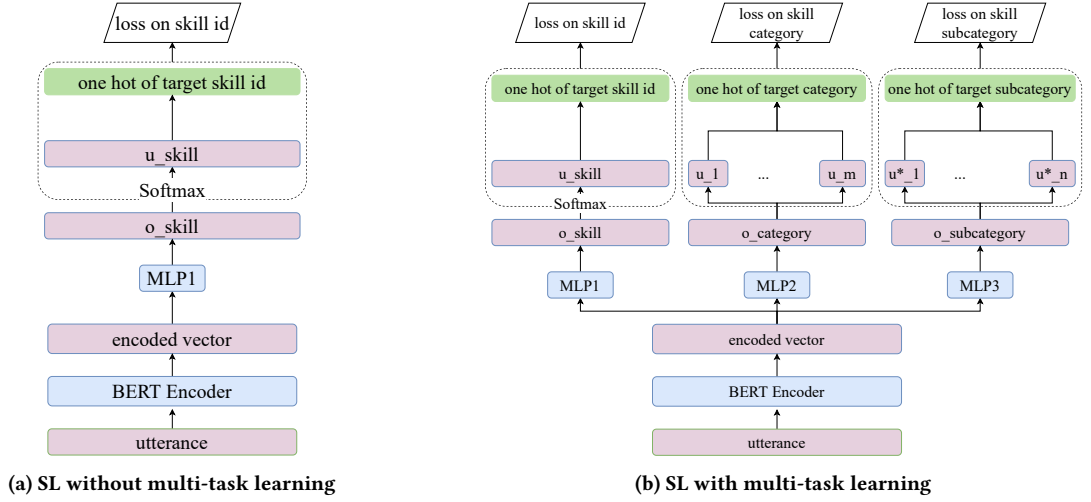 loss on skill id
one hot of target skill id
u_skill
Softmax
o_skill
MLP1
encoded vector
BERT Encoder
utterance
(a) SL without multi-task learning
loss on skill id
loss on skill
category
loss on skill
subcategory
one hot of target skill id
one hot of target category
one hot of target subcategory
u_skill
u_1
...
u_m
u*_1
...
u*_n
Softmax
o_skill
o_category
o_subcategory
MLP1
MLP2
MLP3
encoded vector
BERT Encoder
utterance
(b) SL with multi-task learning